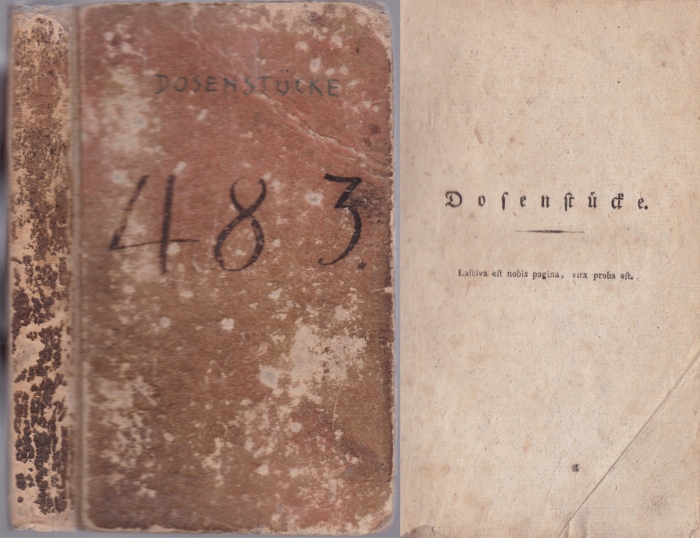 DOSENSTÜCKE
483.
Doſenſtücke.
Laſciva eſt nobis pagina, vita proba eſt.
a